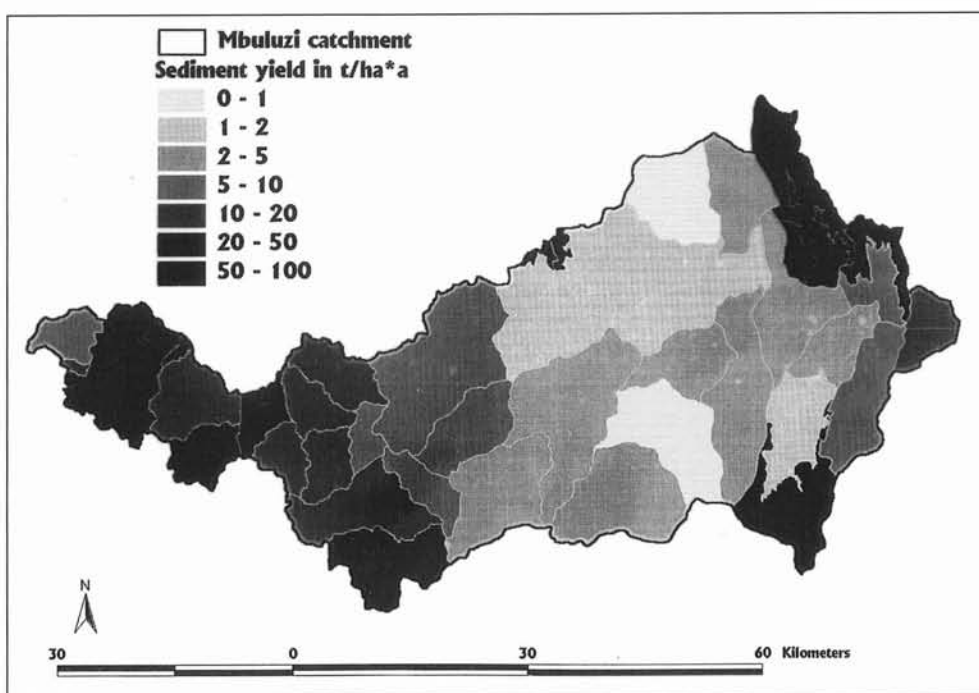 Mbuluzi catchment
Sediment yield in t/ha*a
0 - 1
1 - 2
2 - 5
5 - 10
10 - 20
20 - 50
50 - 100
N
30 0 30 60 Kilometers